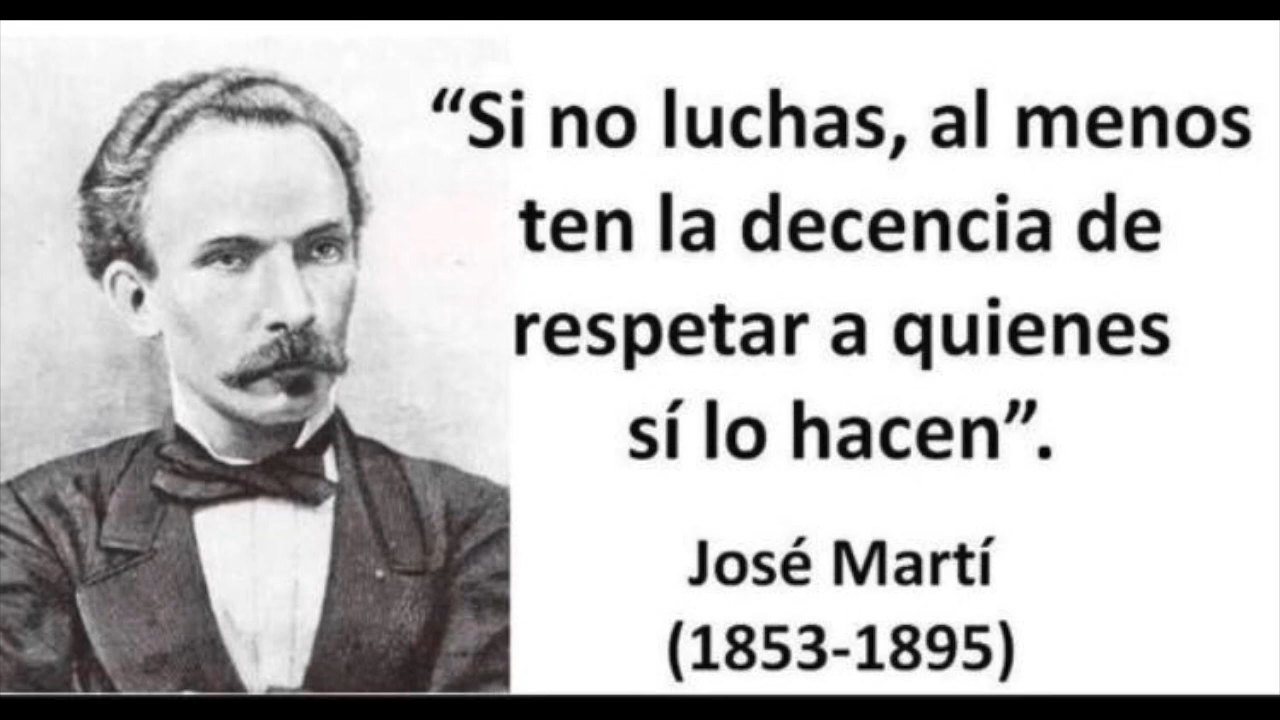 “Si no luchas, al menos
ten la decencia de
respetar a quienes
sí lo hacen”.
José Martí
(1853-1895)